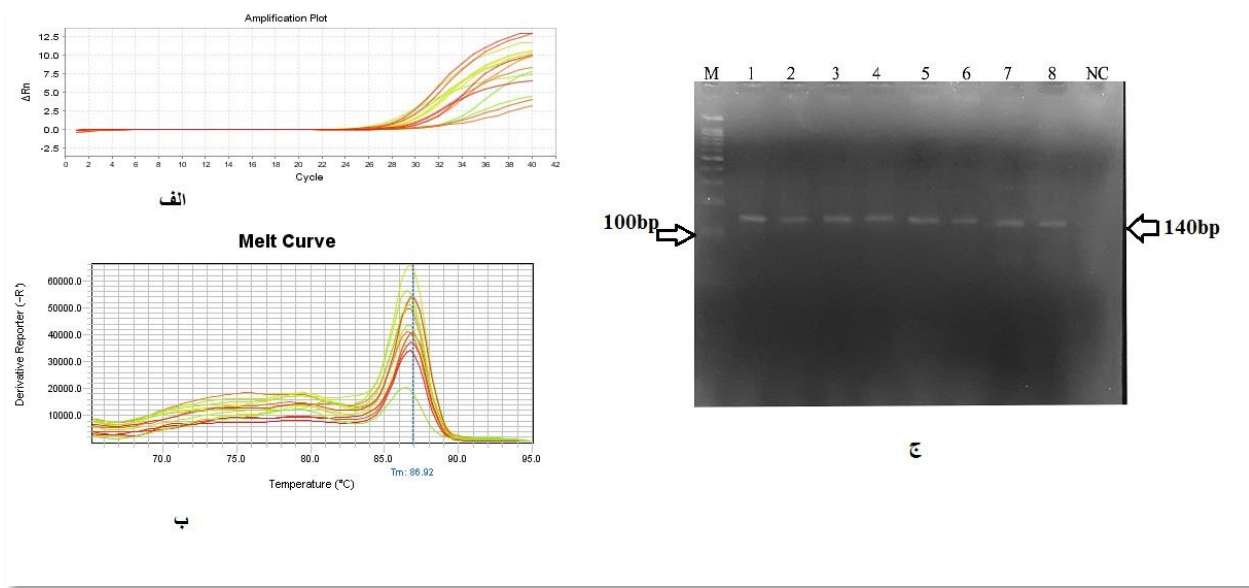 Amplification Plot
12.5
10.0
7.5
5.0
2.5
0.0
-2.5
ΔRn
0 2 4 6 8 10 12 14 16 18 20 22 24 26 28 30 32 34 36 38 40 42
Cycle
الف
Melt Curve
60000.0
50000.0
40000.0
30000.0
20000.0
10000.0
Derivative Reporter (-R')
70.0 75.0 80.0 85.0 90.0 95.0
Tm: 86.92
Temperature (°C)
ب
M 1 2 3 4 5 6 7 8 NC
100bp
140bp
ج